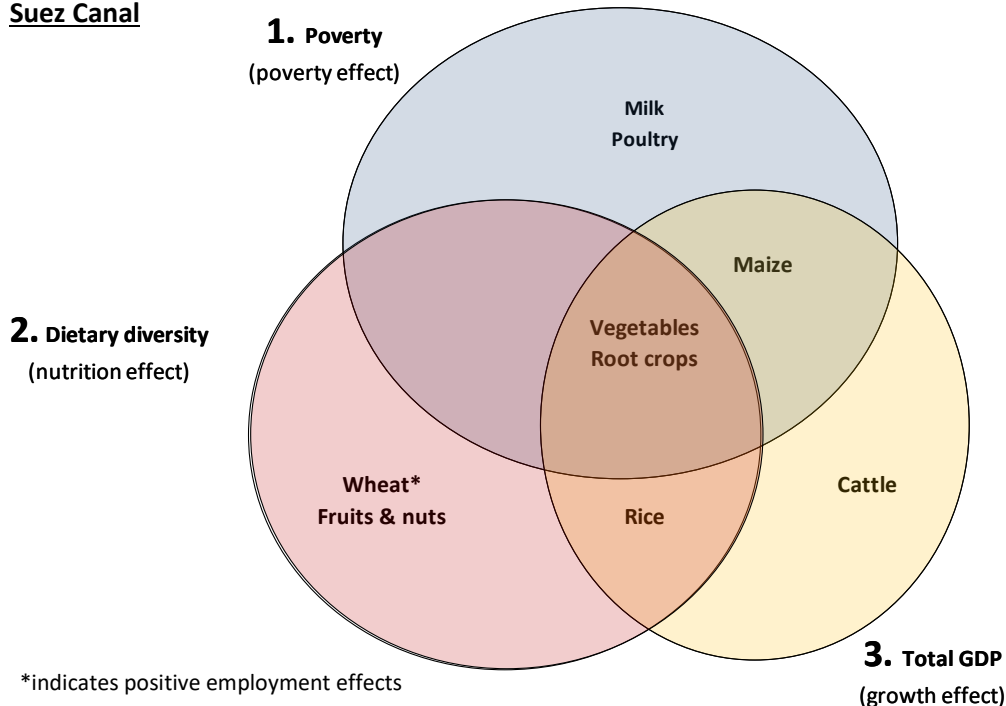 Suez Canal
1. Poverty
(poverty effect)
Milk
Poultry
Maize
Vegetables
Root crops
2. Dietary diversity
(nutrition effect)
Wheat*
Fruits & nuts
Rice
Cattle
3. Total GDP
(growth effect)
*indicates positive employment effects